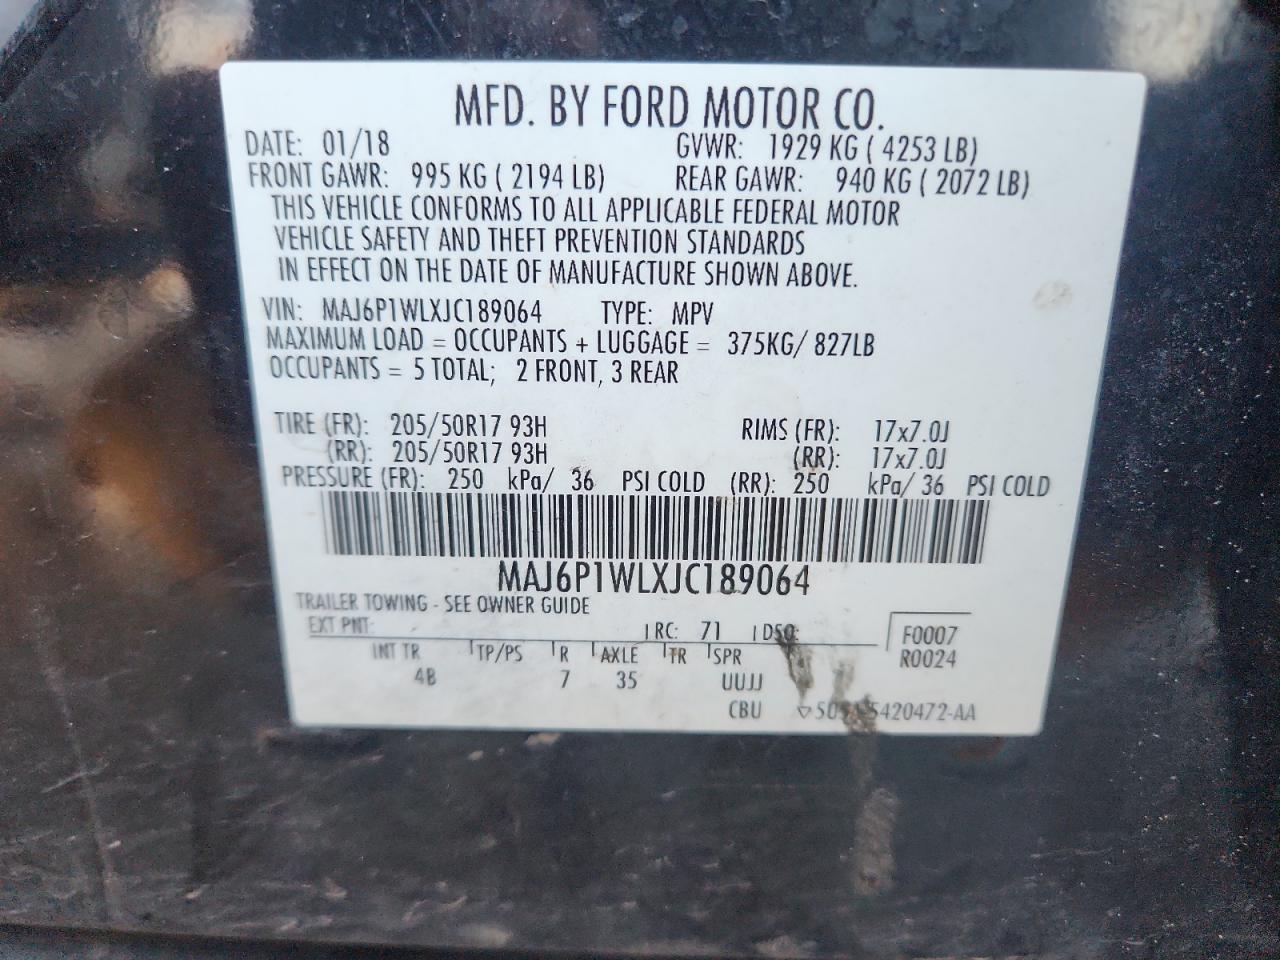 MFD. BY FORD MOTOR CO.
DATE: 01/18 GVWR: 1929 KG ( 4253 LB)
FRONT GAWR: 995 KG ( 2194 LB) REAR GAWR: 940 KG ( 2072 LB)
THIS VEHICLE CONFORMS TO ALL APPLICABLE FEDERAL MOTOR
VEHICLE SAFETY AND THEFT PREVENTION STANDARDS
IN EFFECT ON THE DATE OF MANUFACTURE SHOWN ABOVE.
VIN: MAJ6P1WLXJC189064 TYPE: MPV
MAXIMUM LOAD = OCCUPANTS + LUGGAGE = 375KG/ 827LB
OCCUPANTS = 5 TOTAL; 2 FRONT, 3 REAR
TIRE (FR): 205/50R17 93H RIMS (FR): 17x7.0J
(RR): 205/50R17 93H (RR): 17x7.0J
PRESSURE (FR): 250 kPa/ 36 PSI COLD (RR): 250 kPa/ 36 PSI COLD
MAJ6P1WLXJC189064
TRAILER TOWING - SEE OWNER GUIDE
EXT PNT: RC: 71 DSO: F0007
INT TR TP/PS R AXLE TR SPR R0024
4B 7 35 UUJJ
CBU